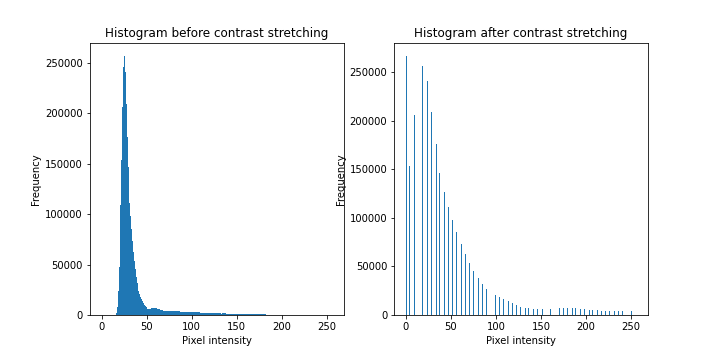 Histogram before contrast stretching
250000
200000
150000
100000
50000
0
Frequency
0 50 100 150 200 250
Pixel intensity
Histogram after contrast stretching
250000
200000
150000
100000
50000
0
Frequency
0 50 100 150 200 250
Pixel intensity